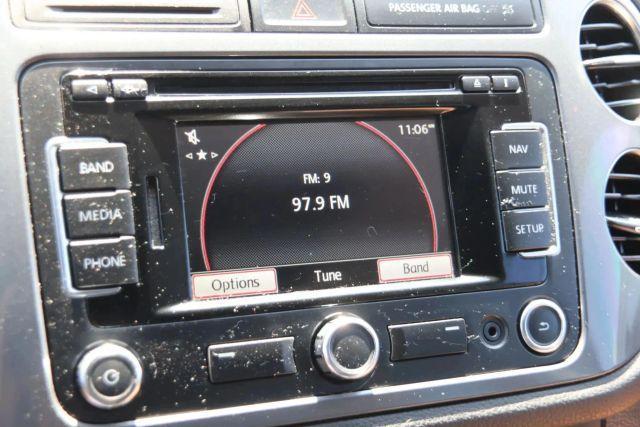 PASSENGER AIR BAG OFF
11:06
FM: 9
97.9 FM
Options
Tune
Band
BAND
MEDIA
PHONE
NAV
MUTE
SETUP